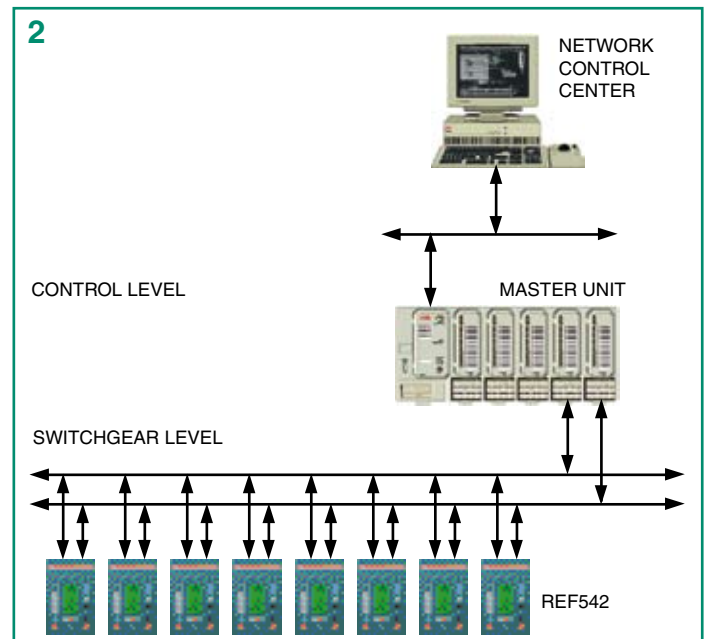 2
NETWORK
CONTROL
CENTER
CONTROL LEVEL
MASTER UNIT
SWITCHGEAR LEVEL
REF542